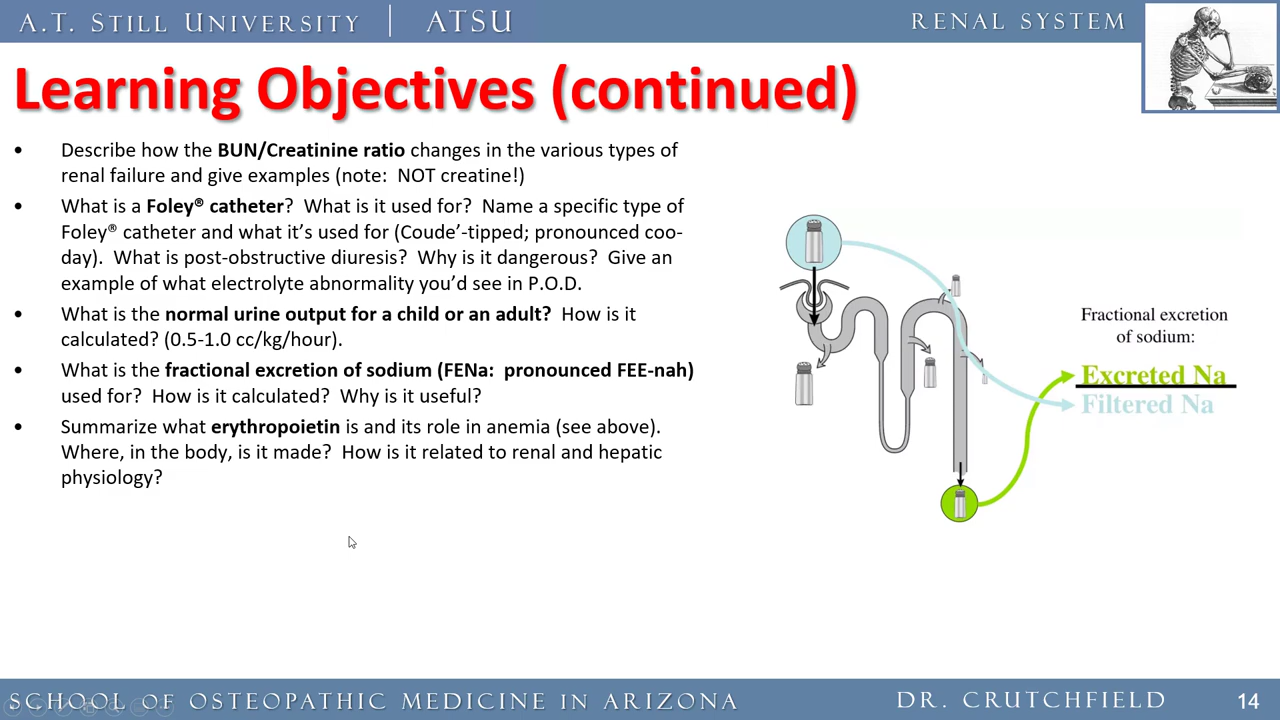 A.T. STILL UNIVERSITY | ATSU
RENAL SYSTEM
Learning Objectives (continued)
• Describe how the BUN/Creatinine ratio changes in the various types of
renal failure and give examples (note: NOT creatine!)
• What is a Foley® catheter? What is it used for? Name a specific type of
Foley® catheter and what it’s used for (Coude’-tipped; pronounced coo-
day). What is post-obstructive diuresis? Why is it dangerous? Give an
example of what electrolyte abnormality you’d see in P.O.D.
• What is the normal urine output for a child or an adult? How is it
calculated? (0.5-1.0 cc/kg/hour).
• What is the fractional excretion of sodium (FENa: pronounced FEE-nah)
used for? How is it calculated? Why is it useful?
• Summarize what erythropoietin is and its role in anemia (see above).
Where, in the body, is it made? How is it related to renal and hepatic
physiology?
Fractional excretion
of sodium:
Excreted Na
Filtered Na
SCHOOL OF OSTEOPATHIC MEDICINE IN ARIZONA
DR. CRUTCHFIELD
14